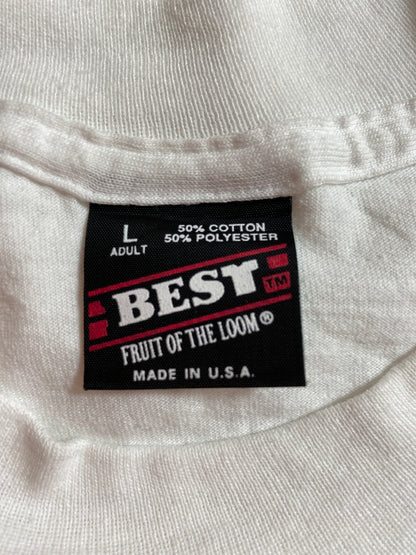 L
ADULT
50% COTTON
50% POLYESTER
BEST
TM
FRUIT OF THE LOOM®
MADE IN U.S.A.